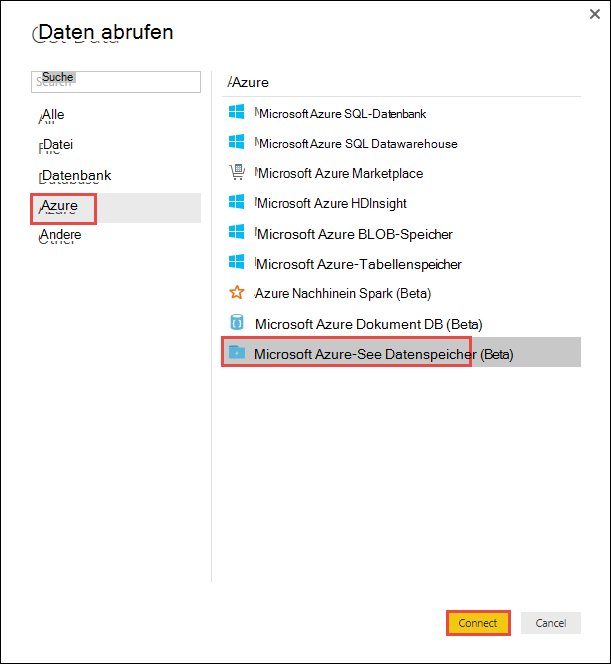 Daten abrufen
Suche
Alle
Datei
Datenbank
Azure
Andere
Azure
Microsoft Azure SQL-Datenbank
Microsoft Azure SQL Datawarehouse
Microsoft Azure Marketplace
Microsoft Azure HDInsight
Microsoft Azure BLOB-Speicher
Microsoft Azure-Tabellenspeicher
Azure Nachhinein Spark (Beta)
Microsoft Azure Dokument DB (Beta)
Microsoft Azure-See Datenspeicher (Beta)
Connect
Cancel